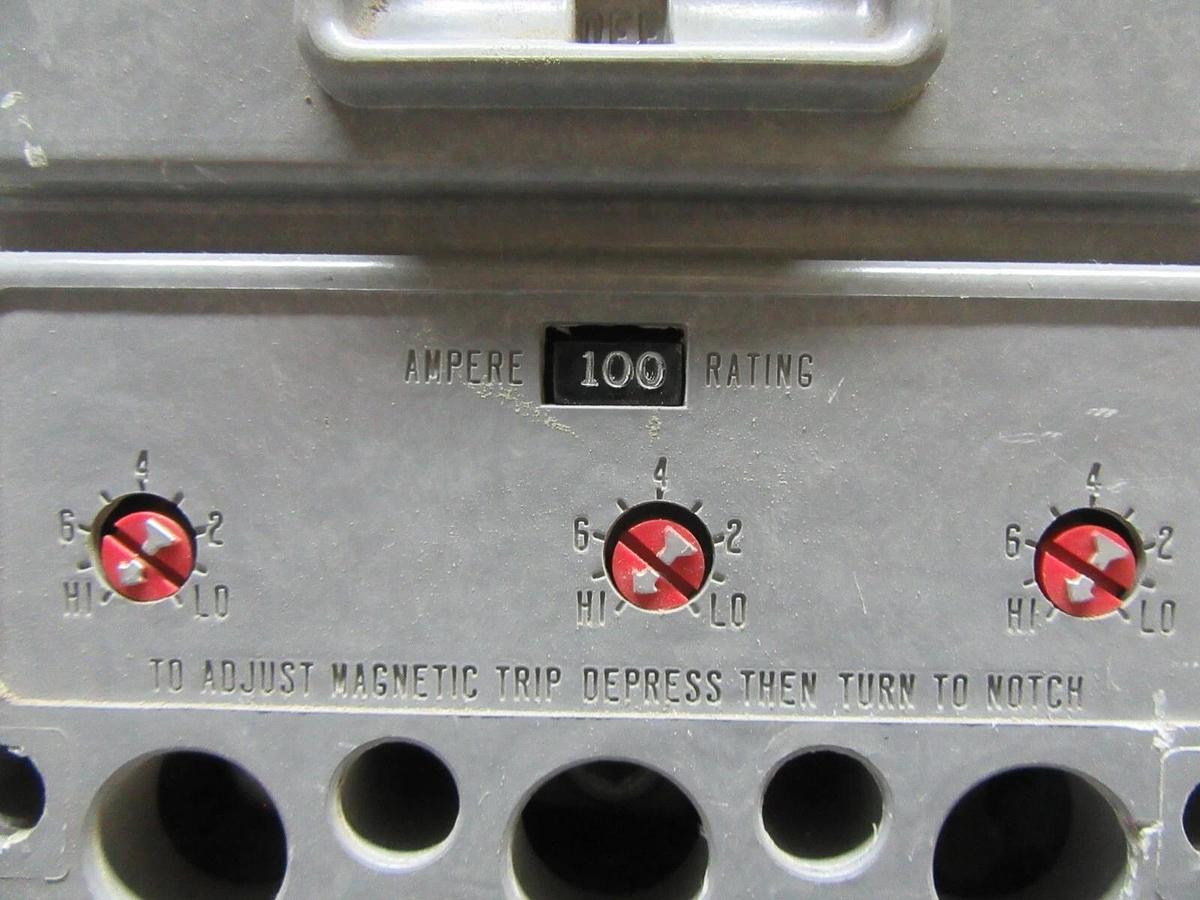 OFF
AMPERE 100 RATING
4 4 4
6 2 6 2 6 2
HI LO HI LO HI LO
TO ADJUST MAGNETIC TRIP DEPRESS THEN TURN TO NOTCH